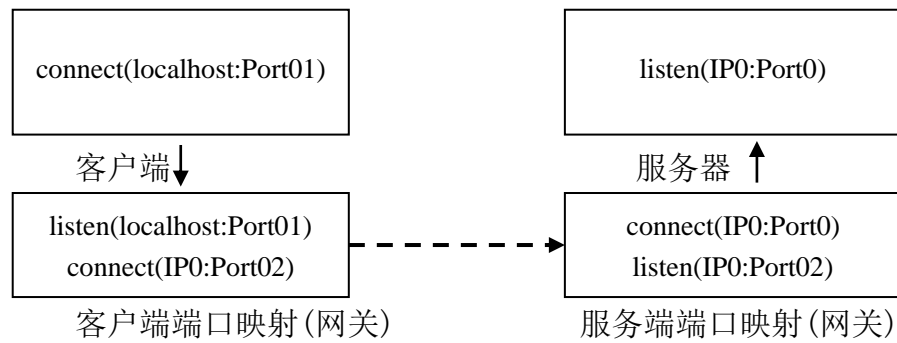 connect(localhost:Port01)
listen(IP0:Port0)
客户端
服务器
listen(localhost:Port01)
connect(IP0:Port02)
connect(IP0:Port0)
listen(IP0:Port02)
客户端端口映射(网关)
服务端端口映射(网关)